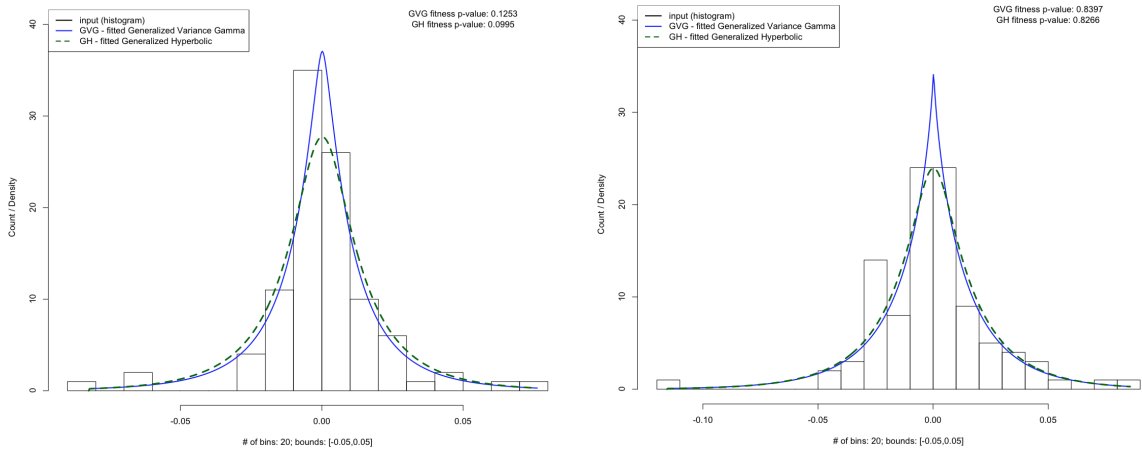 input (histogram)
GVG - fitted Generalized Variance Gamma
GH - fitted Generalized Hyperbolic
GVG fitness p-value: 0.1253
GH fitness p-value: 0.0995
Count / Density
0
10
20
30
40
-0.05
0.00
0.05
# of bins: 20; bounds: [-0.05,0.05]
input (histogram)
GVG - fitted Generalized Variance Gamma
GH - fitted Generalized Hyperbolic
GVG fitness p-value: 0.8397
GH fitness p-value: 0.8266
Count / Density
0
10
20
30
40
-0.10
-0.05
0.00
0.05
# of bins: 20; bounds: [-0.05,0.05]